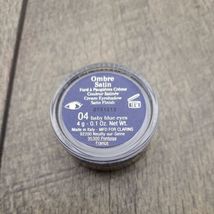 Ombre
Satin
Fard à Paupières Crème
Couleur Satinée
Cream Eyeshadow
Satin Finish
04 baby blue eyes
4 g - 0.1 Oz. Net Wt.
Made in Italy - MFD FOR CLARINS
92200 Neuilly-sur-Seine
95300 Pontoise
France